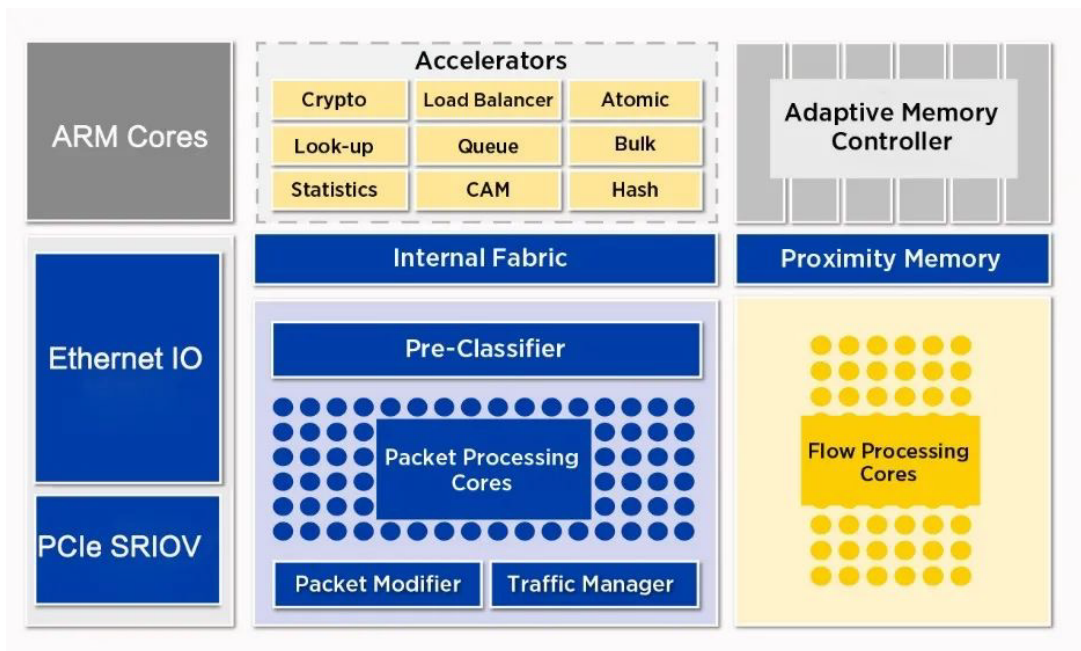 ARM Cores
Accelerators
Crypto
Load Balancer
Atomic
Look-up
Queue
Bulk
Statistics
CAM
Hash
Adaptive Memory
Controller
Internal Fabric
Proximity Memory
Ethernet IO
PCIe SRIOV
Pre-Classifier
Packet Processing
Cores
Packet Modifier
Traffic Manager
Flow Processing
Cores